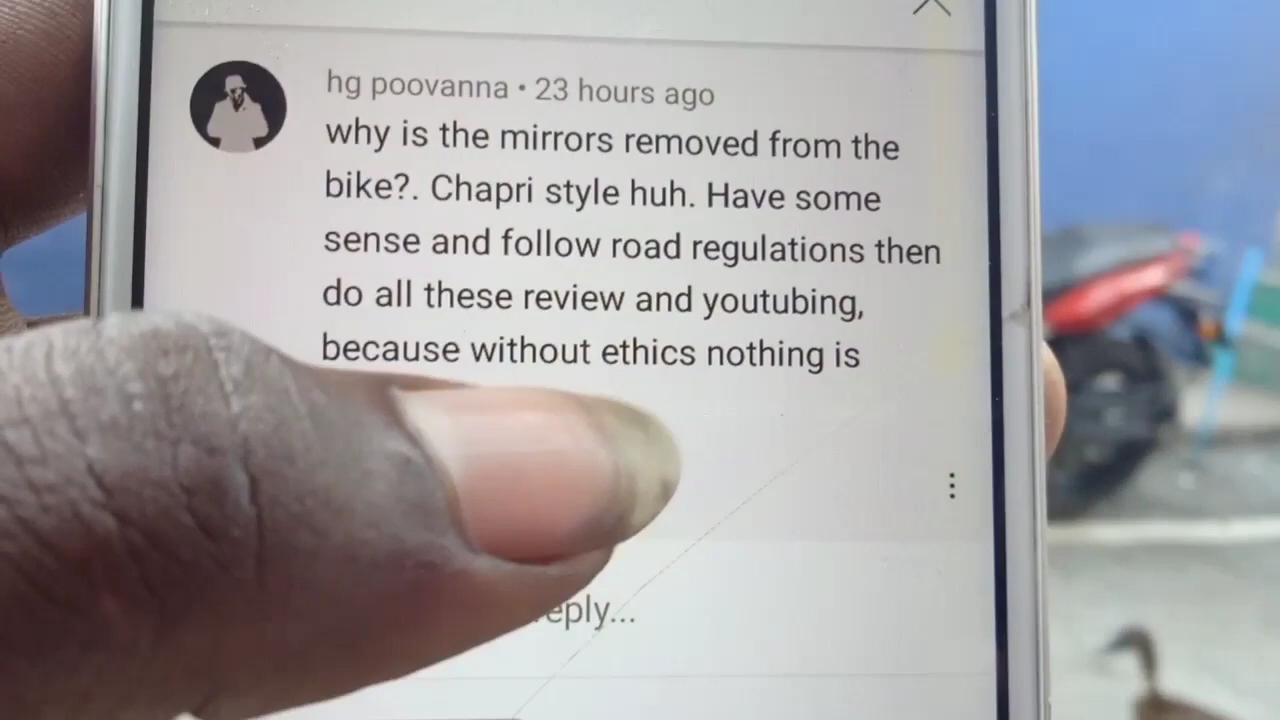 hg poovanna • 23 hours ago
why is the mirrors removed from the
bike?. Chapri style huh. Have some
sense and follow road regulations then
do all these review and youtubing,
because without ethics nothing is